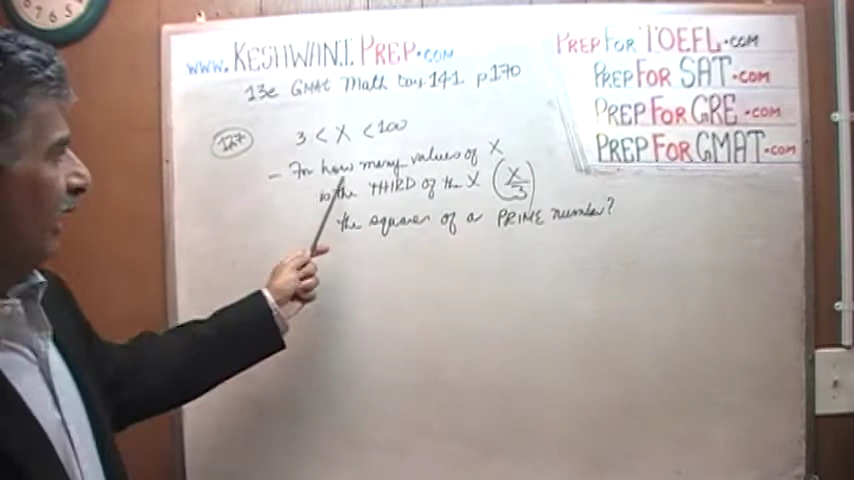 www.KESHWANI PREP.com
13e GMAT Math
p170
PREP FOR TOEFL.com
PREP FOR SAT.com
PREP FOR GRE.com
PREP FOR GMAT.com
127
3 < X < 100
- For how many values of X
is the THIRD of the X (X/3)
the square of a PRIME number?